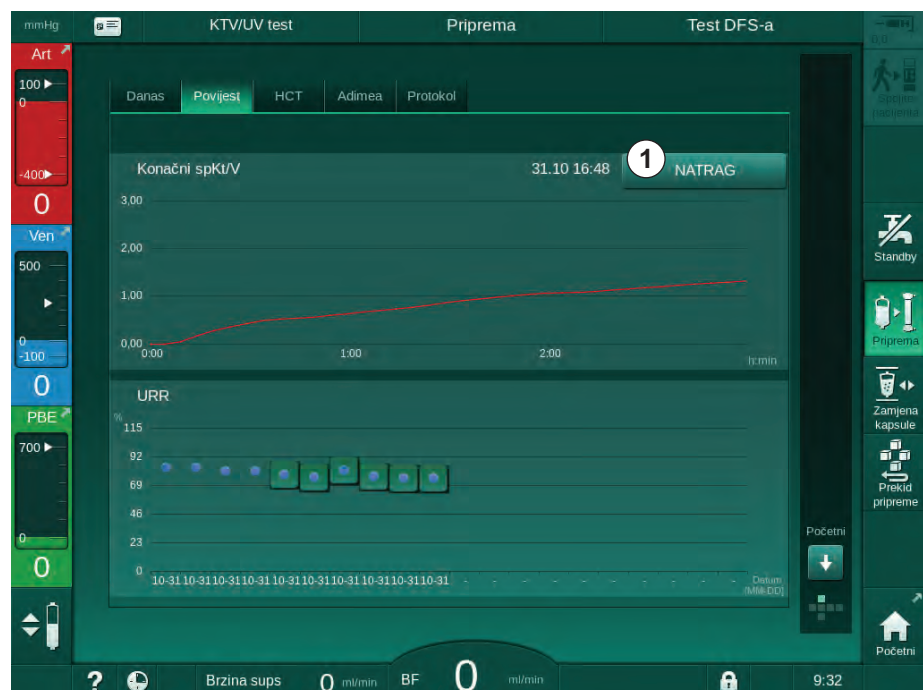 mmHg
KTV/UV test
Priprema
Test DFS-a
0,0
Art
100
0
-400
0
Ven
500
0
-100
0
PBE
700
0
0
Danas
Povijest
HCT
Adimea
Protokol
Konačni spKt/V
31.10 16:48
1
NATRAG
3,00
2,00
1,00
0,00
0:00
1:00
2:00
h:min
URR
%
115
92
69
46
23
0
10-31 10-31 10-31 10-31 10-31 10-31 10-31 10-31 10-31 10-31 - - - - - - - - - -
Datum
[MM-DD]
Početni
Spojen
pacijenta
Standby
Priprema
Zamjena
kapsule
Prekid
pripreme
Početni
?
Brzina sups
0 ml/min
BF
0 ml/min
9:32